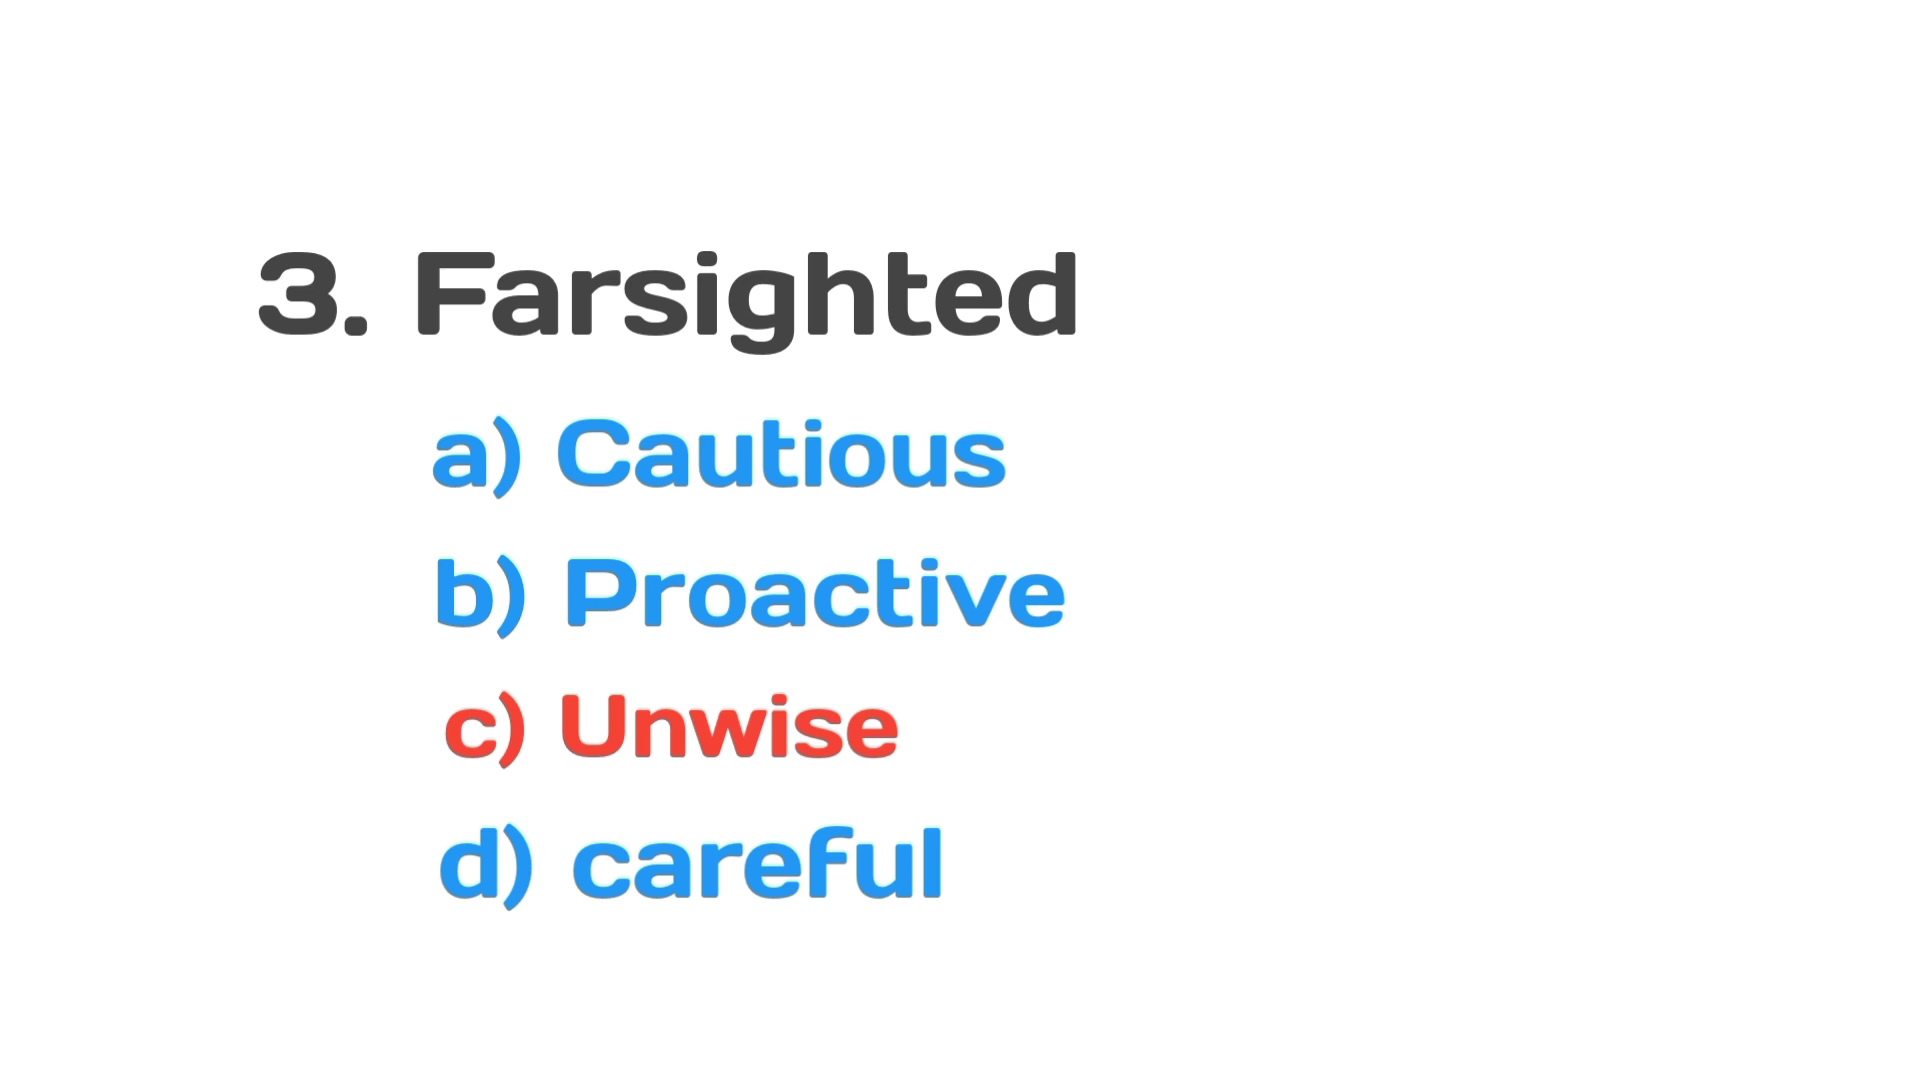 3. Farsighted
a) Cautious
b) Proactive
c) Unwise
d) careful